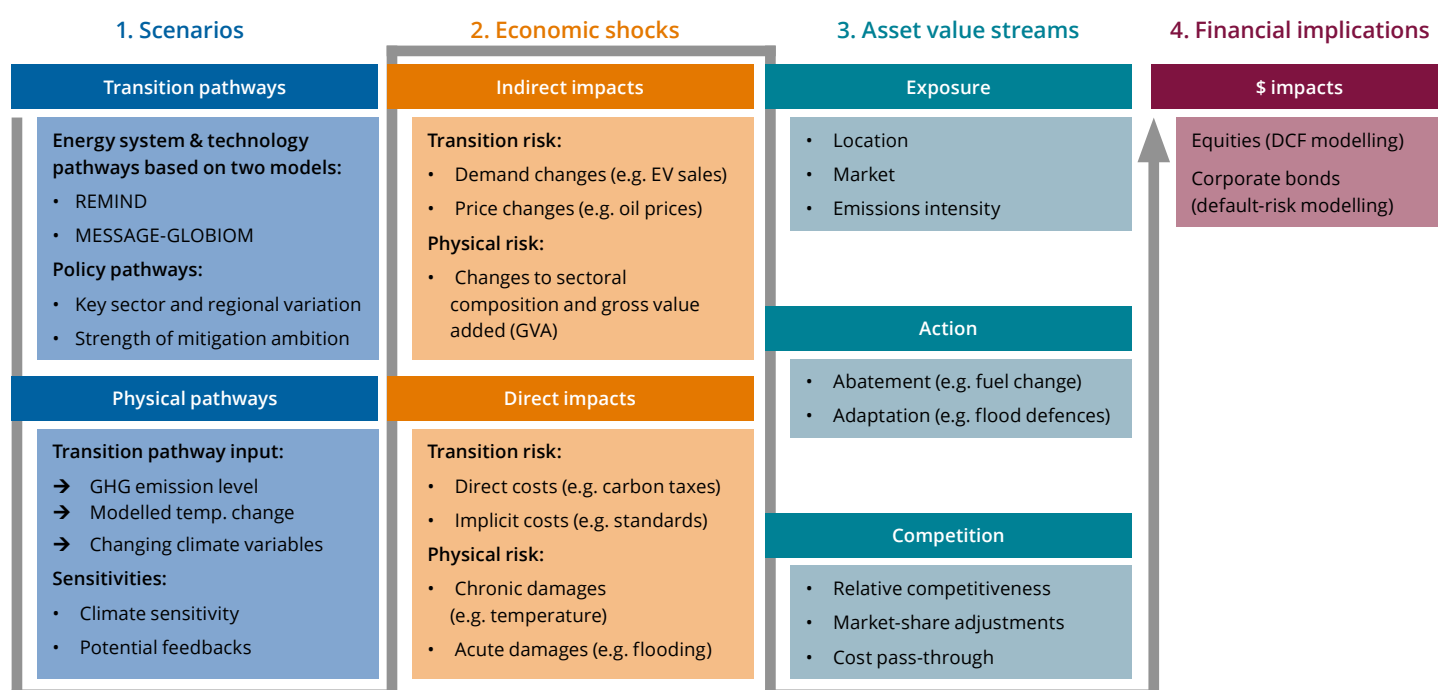 1. Scenarios
Transition pathways
Energy system & technology
pathways based on two models:
• REMIND
• MESSAGE-GLOBIOM
Policy pathways:
• Key sector and regional variation
• Strength of mitigation ambition
Physical pathways
Transition pathway input:
→ GHG emission level
→ Modelled temp. change
→ Changing climate variables
Sensitivities:
• Climate sensitivity
• Potential feedbacks
2. Economic shocks
Indirect impacts
Transition risk:
• Demand changes (e.g. EV sales)
• Price changes (e.g. oil prices)
Physical risk:
• Changes to sectoral
composition and gross value
added (GVA)
Direct impacts
Transition risk:
• Direct costs (e.g. carbon taxes)
• Implicit costs (e.g. standards)
Physical risk:
• Chronic damages
(e.g. temperature)
• Acute damages (e.g. flooding)
3. Asset value streams
Exposure
• Location
• Market
• Emissions intensity
Action
• Abatement (e.g. fuel change)
• Adaptation (e.g. flood defences)
Competition
• Relative competitiveness
• Market-share adjustments
• Cost pass-through
4. Financial implications
$ impacts
Equities (DCF modelling)
Corporate bonds
(default-risk modelling)